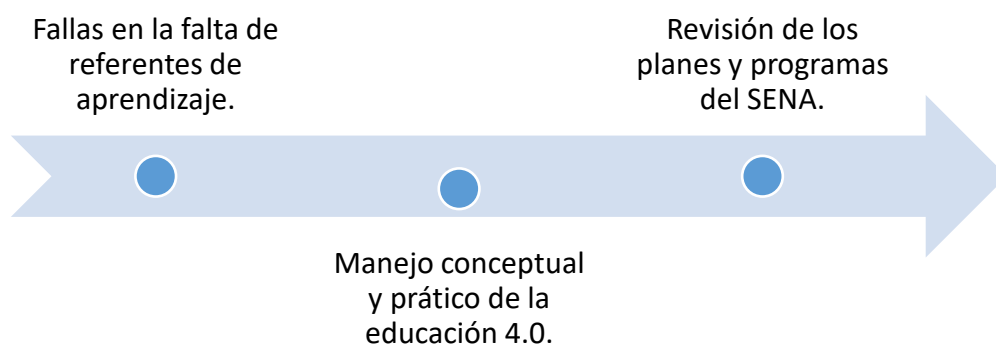 Fallas en la falta de
referentes de
aprendizaje.
Manejo conceptual
y prático de la
educación 4.0.
Revisión de los
planes y programas
del SENA.